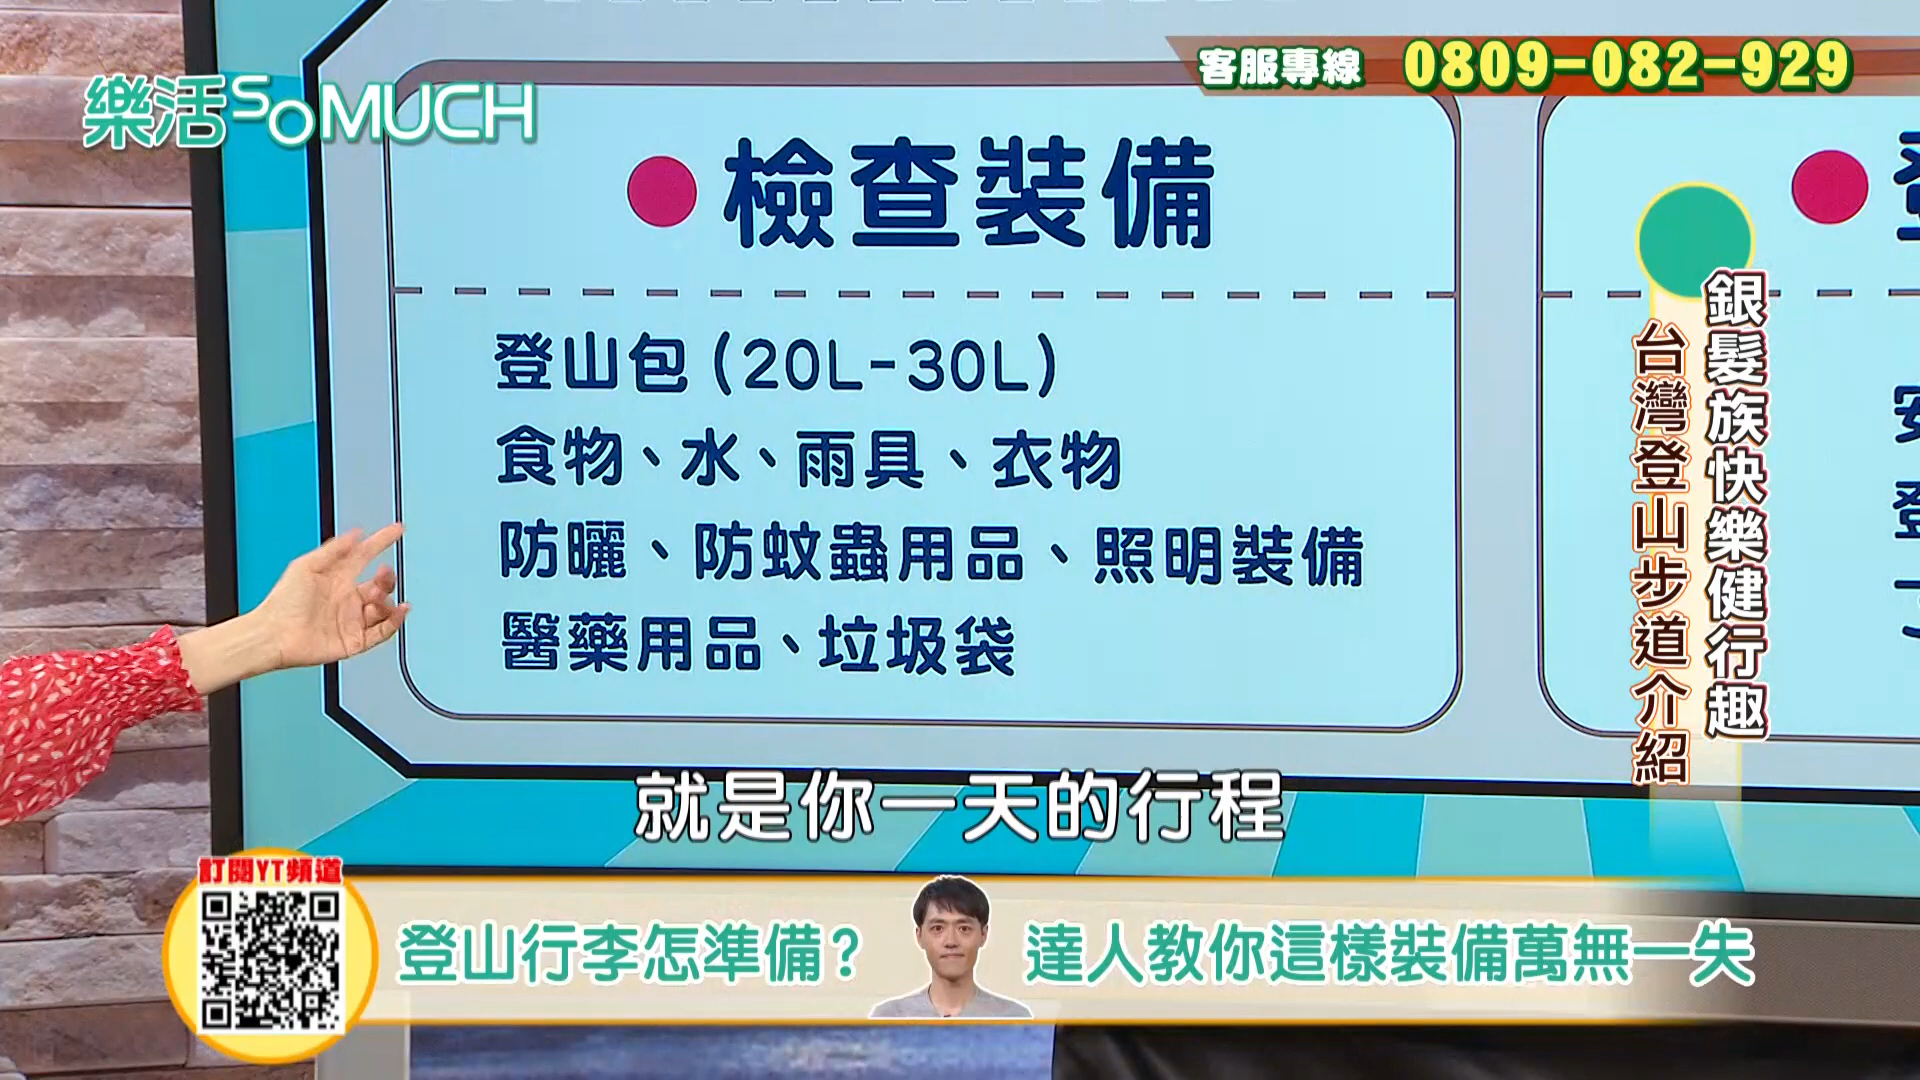 樂活SOMUCH
客服專線 0809-082-929
檢查裝備
登山包(20L-30L)
食物、水、雨具、衣物
防曬、防蚊蟲用品、照明裝備
醫藥用品、垃圾袋
銀髮族快樂健行趣
台灣登山步道介紹
就是你一天的行程
訂閱YT頻道
登山行李怎準備?
達人教你這樣裝備萬無一失